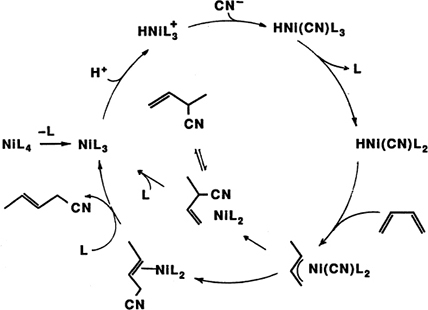 CN⁻
HNiL₃⁺
HNi(CN)L₃
H⁺
L
CN
NiL₄
–L
NiL₃
HNi(CN)L₂
CN
CN
L
NiL₂
L
NiL₂
Ni(CN)L₂
CN